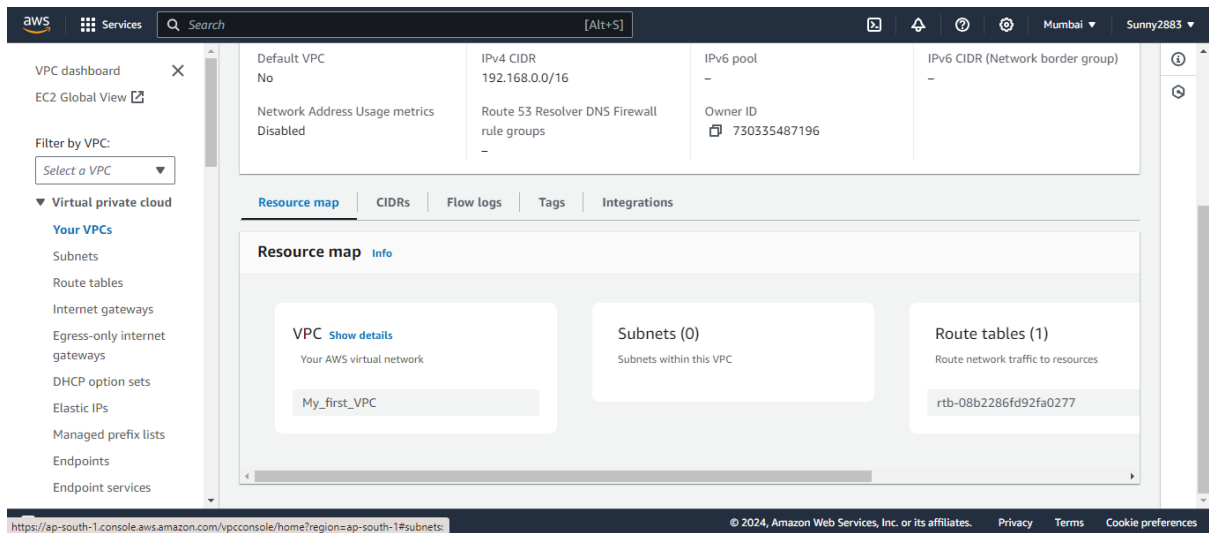 aws
Services
Search
[Alt+S]
Mumbai ▼
Sunny2883 ▼
VPC dashboard
EC2 Global View
Filter by VPC:
Select a VPC
Virtual private cloud
Your VPCs
Subnets
Route tables
Internet gateways
Egress-only internet
gateways
DHCP option sets
Elastic IPs
Managed prefix lists
Endpoints
Endpoint services
Default VPC
No
IPv4 CIDR
192.168.0.0/16
IPv6 pool
–
IPv6 CIDR (Network border group)
–
Network Address Usage metrics
Disabled
Route 53 Resolver DNS Firewall
rule groups
–
Owner ID
730335487196
Resource map
CIDRs
Flow logs
Tags
Integrations
Resource map Info
VPC Show details
Your AWS virtual network
My_first_VPC
Subnets (0)
Subnets within this VPC
Route tables (1)
Route network traffic to resources
rtb-08b2286fd92fa0277
https://ap-south-1.console.aws.amazon.com/vpcconsole/home?region=ap-south-1#subnets:
© 2024, Amazon Web Services, Inc. or its affiliates.
Privacy
Terms
Cookie preferences